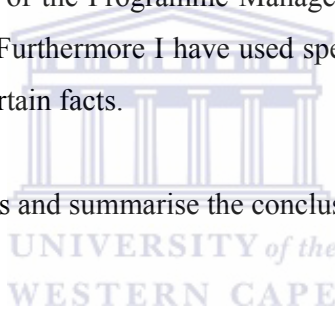 of the Programme Manage
Furthermore I have used spe
rtain facts.
s and summarise the conclus
UNIVERSITY of the
WESTERN CAPE